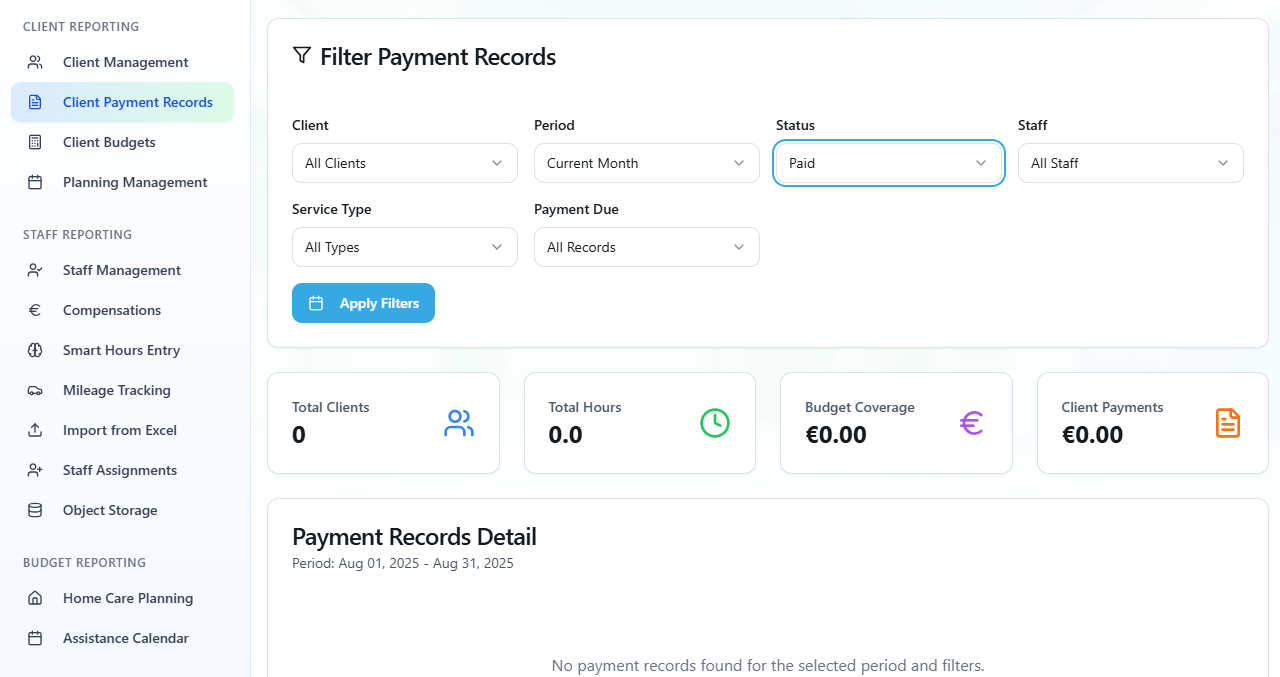 CLIENT REPORTING
Client Management
Client Payment Records
Client Budgets
Planning Management
STAFF REPORTING
Staff Management
Compensations
Smart Hours Entry
Mileage Tracking
Import from Excel
Staff Assignments
Object Storage
BUDGET REPORTING
Home Care Planning
Assistance Calendar
Filter Payment Records
Client
Period
Status
Staff
All Clients
Current Month
Paid
All Staff
Service Type
Payment Due
All Types
All Records
Apply Filters
Total Clients
0
Total Hours
0.0
Budget Coverage
€0.00
Client Payments
€0.00
Payment Records Detail
Period: Aug 01, 2025 - Aug 31, 2025
No payment records found for the selected period and filters.